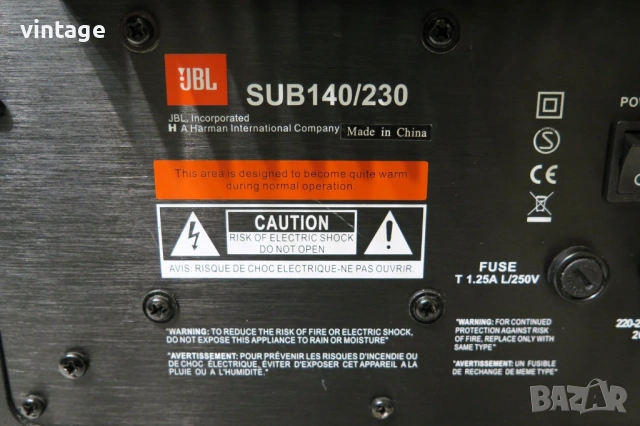 vintage
JBL
SUB140/230
JBL, Incorporated
H A Harman International Company
Made in China
This area is designed to become quite warm
during normal operation.
CAUTION
RISK OF ELECTRIC SHOCK
DO NOT OPEN
AVIS: RISQUE DE CHOC ELECTRIQUE-NE PAS OUVRIR.
"WARNING: TO REDUCE THE RISK OF FIRE OR ELECTRIC SHOCK,
DO NOT EXPOSE THIS APPLIANCE TO RAIN OR MOISTURE"
"AVERTISSEMENT: POUR PRÉVENIR LES RISQUES D'INCENDIE OU
DE CHOC ÉLECTRIQUE, ÉVITER D'EXPOSER CET APPAREIL A LA
PLUIE OU A L'HUMIDITÉ."
S
CE
FUSE
T 1.25A L/250V
"WARNING: FOR CONTINUED
PROTECTION AGAINST RISK
OF FIRE, REPLACE ONLY WITH
SAME TYPE"
"AVERTISSEMENT: UN FUSIBLE
DE RECHANGE DE MEME TYPE"
BAZAR